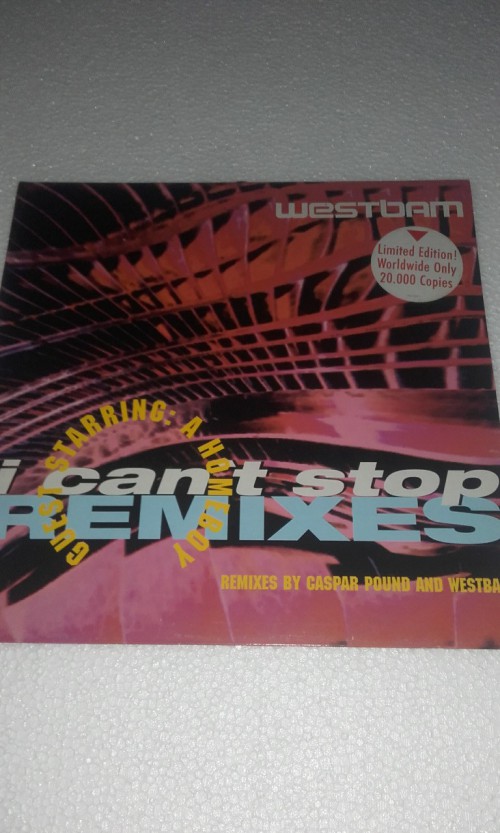 westbam
Limited Edition!
Worldwide Only
20.000 Copies
GUEST STARRING: A HOMEBOY
i can't stop
REMIXES
REMIXES BY CASPAR POUND AND WESTBA